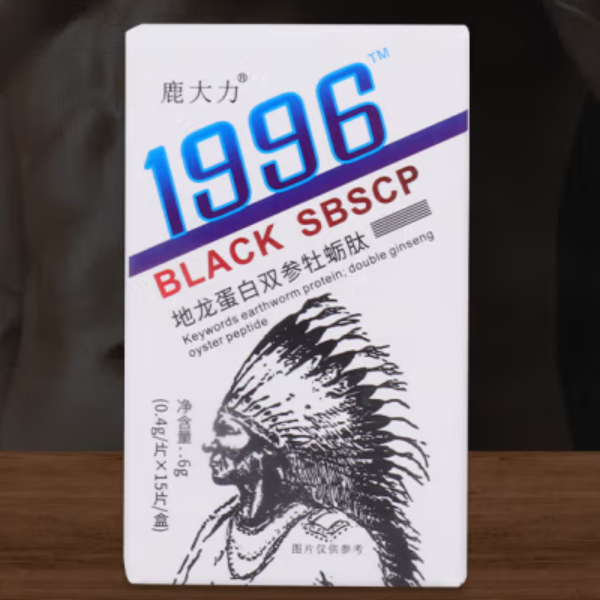 鹿大力®
1996™
BLACK SBSCP
地龙蛋白双参牡蛎肽
Keywords earthworm protein; double ginseng
oyster peptide
净含量:6g
(0.4g/片×15片/盒)
图片仅供参考